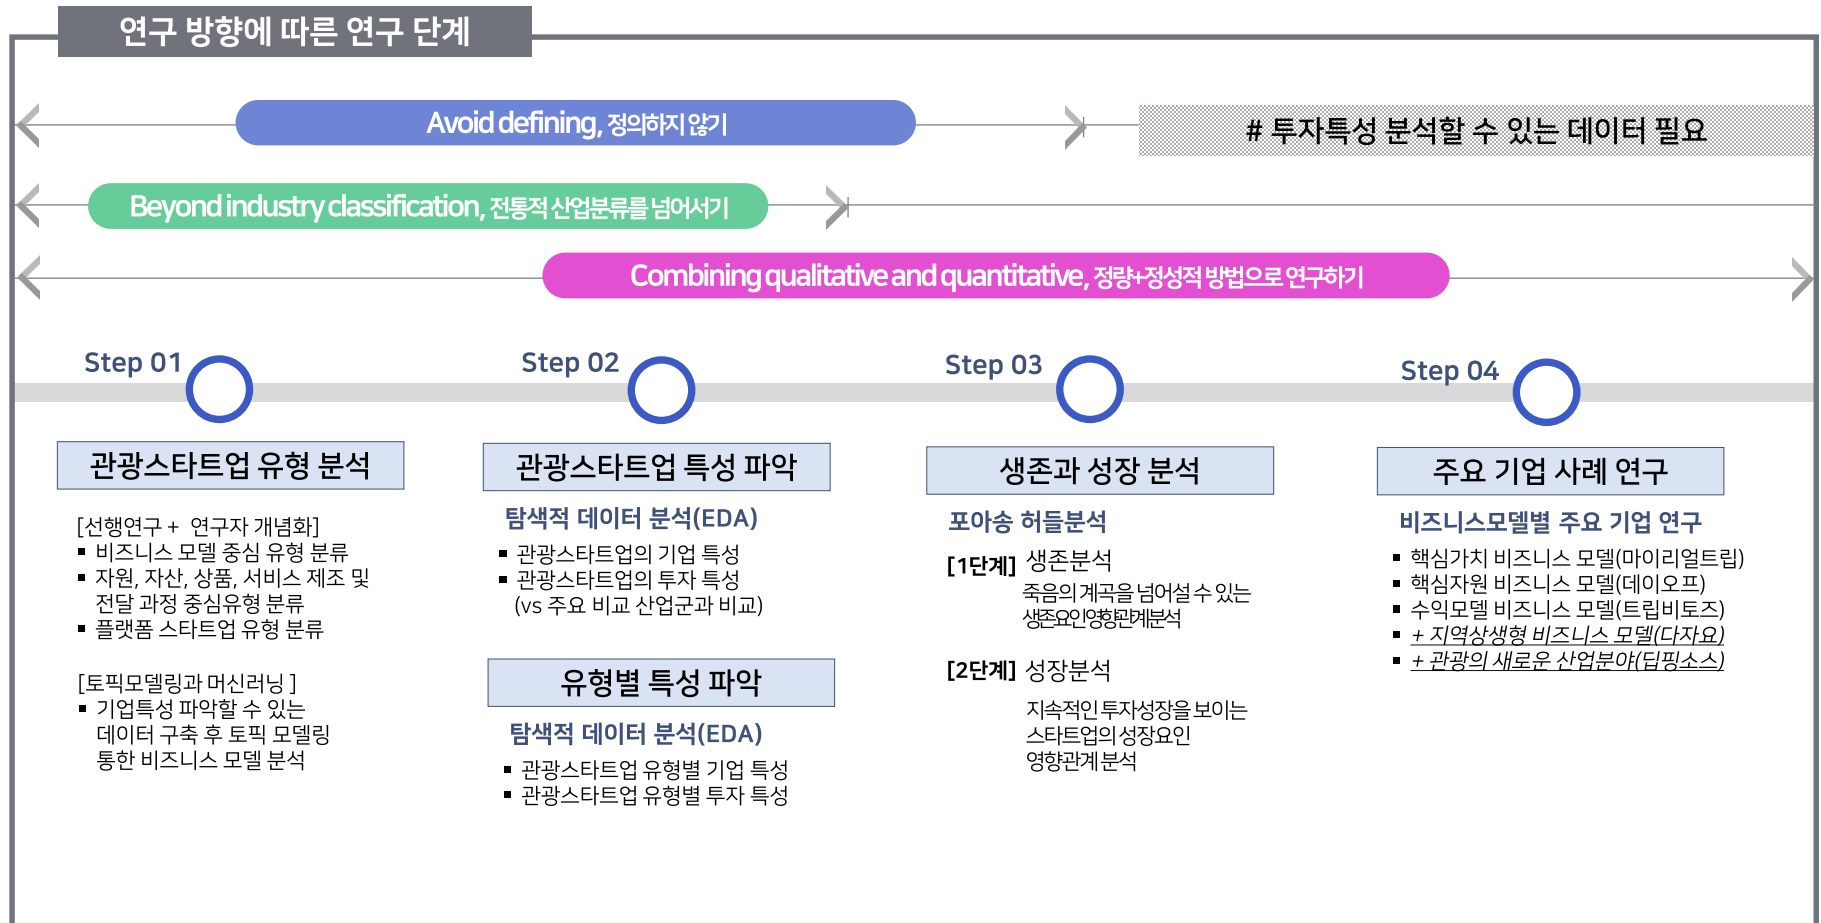 연구 방향에 따른 연구 단계
Avoid defining, 정의하지 않기
# 투자특성 분석할 수 있는 데이터 필요
Beyond industry classification, 전통적 산업분류를 넘어서기
Combining qualitative and quantitative, 정량+정성적 방법으로 연구하기
Step 01
관광스타트업 유형 분석
[선행연구 + 연구자 개념화]
▪ 비즈니스 모델 중심 유형 분류
▪ 자원, 자산, 상품, 서비스 제조 및
전달 과정 중심유형 분류
▪ 플랫폼 스타트업 유형 분류
[토픽모델링과 머신러닝 ]
▪ 기업특성 파악할 수 있는
데이터 구축 후 토픽 모델링
통한 비즈니스 모델 분석
Step 02
관광스타트업 특성 파악
탐색적 데이터 분석(EDA)
▪ 관광스타트업의 기업 특성
▪ 관광스타트업의 투자 특성
(vs 주요 비교 산업군과 비교)
유형별 특성 파악
탐색적 데이터 분석(EDA)
▪ 관광스타트업 유형별 기업 특성
▪ 관광스타트업 유형별 투자 특성
Step 03
생존과 성장 분석
포아송 허들분석
[1단계] 생존분석
죽음의 계곡을 넘어설 수 있는
생존요인영향관계분석
[2단계] 성장분석
지속적인 투자성장을 보이는
스타트업의 성장요인
영향관계 분석
Step 04
주요 기업 사례 연구
비즈니스모델별 주요 기업 연구
▪ 핵심가치 비즈니스 모델(마이리얼트립)
▪ 핵심자원 비즈니스 모델(데이오프)
▪ 수익모델 비즈니스 모델(트립비토즈)
▪ + 지역상생형 비즈니스 모델(다자요)
▪ + 관광의 새로운 산업분야(딥핑소스)